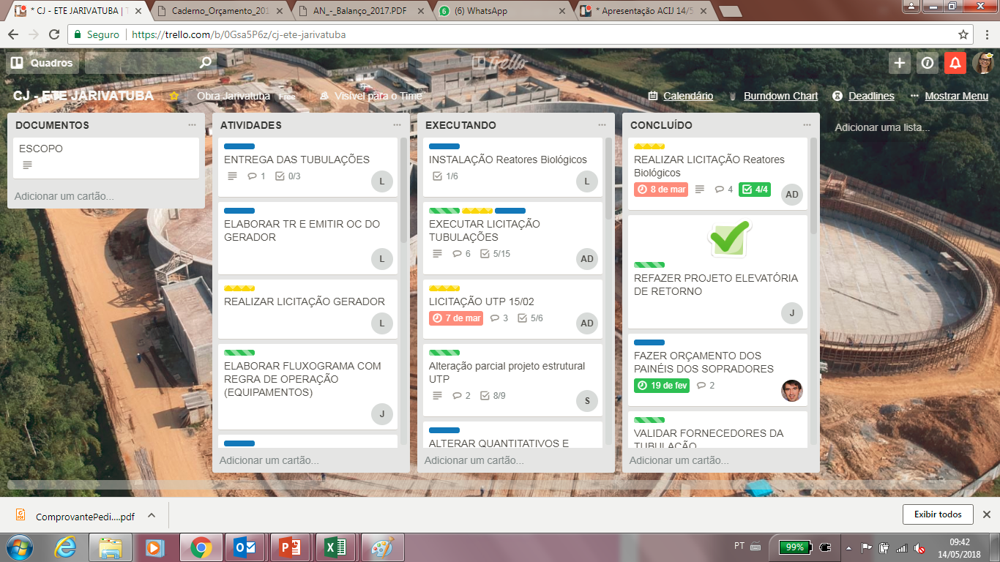 * CJ - ETE JARIVATUBA | T
Caderno_Orçamento_201
AN_-_Balanço_2017.PDF
6
(6) WhatsApp
* Apresentação ACIJ 14/5
Seguro
https://trello.com/b/0Gsa5P6z/cj-ete-jarivatuba
Quadros
Trello
CJ - ETE JARIVATUBA
Obra Jarivatuba Free
Visível para o Time
Calendário
Burndown Chart
Deadlines
Mostrar Menu
DOCUMENTOS
ESCOPO
Adicionar um cartão...
ATIVIDADES
ENTREGA DAS TUBULAÇÕES
1 0/3
L
ELABORAR TR E EMITIR OC DO
GERADOR
L
REALIZAR LICITAÇÃO GERADOR
L
ELABORAR FLUXOGRAMA COM
REGRA DE OPERAÇÃO
(EQUIPAMENTOS)
J
Adicionar um cartão...
EXECUTANDO
INSTALAÇÃO Reatores Biológicos
1/6
L
EXECUTAR LICITAÇÃO
TUBULAÇÕES
6 5/15
AD
LICITAÇÃO UTP 15/02
7 de mar 3 5/6
AD
Alteração parcial projeto estrutural
UTP
2 8/9
S
ALTERAR QUANTITATIVOS E
Adicionar um cartão...
CONCLUÍDO
REALIZAR LICITAÇÃO Reatores
Biológicos
8 de mar 4 4/4
AD
REFAZER PROJETO ELEVATÓRIA
DE RETORNO
J
FAZER ORÇAMENTO DOS
PAINÉIS DOS SOPRADORES
19 de fev 2
VALIDAR FORNECEDORES DA
TUBULAÇÃO
Adicionar um cartão...
Adicionar uma lista...
ComprovantePedi....pdf
Exibir todos
PT
99%
09:42
14/05/2018